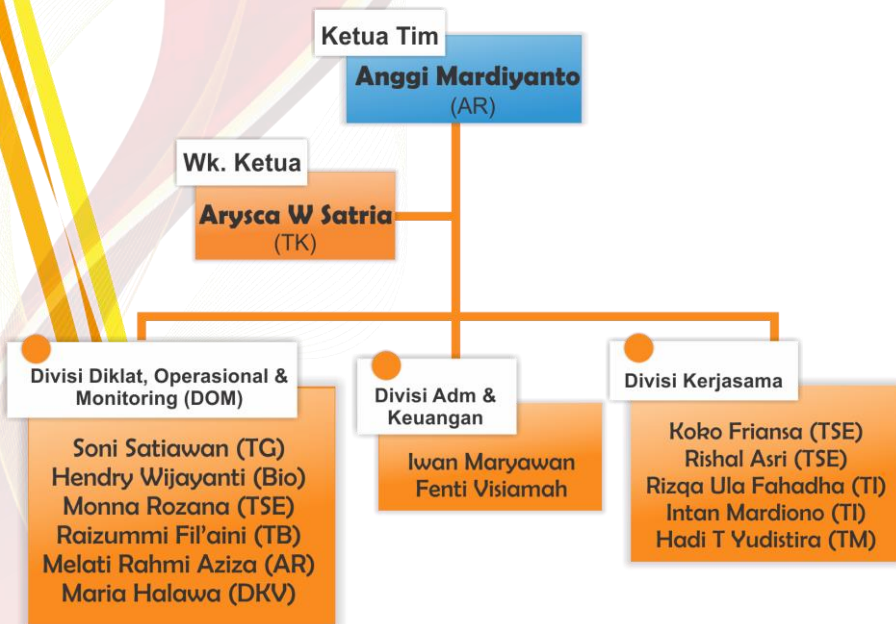 Ketua Tim
Anggi Mardiyanto
(AR)
Wk. Ketua
Arysca W Satria
(TK)
Divisi Diklat, Operasional &
Monitoring (DOM)
Soni Satiawan (TG)
Hendry Wijayanti (Bio)
Monna Rozana (TSE)
Raizummi Fil'aini (TB)
Melati Rahmi Aziza (AR)
Maria Halawa (DKV)
Divisi Adm &
Keuangan
Iwan Maryawan
Fenti Visiamah
Divisi Kerjasama
Koko Friansa (TSE)
Rishal Asri (TSE)
Rizqa Ula Fahadha (TI)
Intan Mardiono (TI)
Hadi T Yudistira (TM)